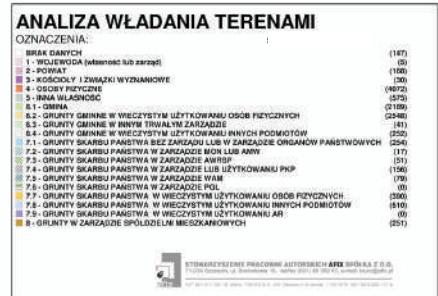 ANALIZA WŁADANIA TERENAMI
OZNACZENIA:
BRAK DANYCH (147)
1 - WOJEWODA (własność lub zarząd) (5)
2 - POWIAT (168)
3 - KOŚCIOŁY I ZWIĄZKI WYZNANIOWE (30)
4 - OSOBY FIZYCZNE (4072)
5 - INNA WŁASNOŚĆ (575)
6.1 - GMINA (2189)
6.2 - GRUNTY GMINNE W WIECZYSTYM UŻYTKOWANIU OSÓB FIZYCZNYCH (2548)
6.3 - GRUNTY GMINNE W INNYM TRWAŁYM ZARZĄDZIE (41)
6.4 - GRUNTY GMINNE W WIECZYSTYM UŻYTKOWANIU INNYCH PODMIOTÓW (252)
7.1 - GRUNTY SKARBU PAŃSTWA BEZ ZARZĄDU LUB W ZARZĄDZIE ORGANÓW PAŃSTWOWYCH (254)
7.2 - GRUNTY SKARBU PAŃSTWA W ZARZĄDZIE MON LUB AMW (17)
7.3 - GRUNTY SKARBU PAŃSTWA W ZARZĄDZIE AWRSP (51)
7.4 - GRUNTY SKARBU PAŃSTWA W ZARZĄDZIE LUB UŻYTKOWANIU PKP (156)
7.5 - GRUNTY SKARBU PAŃSTWA W ZARZĄDZIE WAM (79)
7.6 - GRUNTY SKARBU PAŃSTWA W ZARZĄDZIE PGL (0)
7.7 - GRUNTY SKARBU PAŃSTWA W WIECZYSTYM UŻYTKOWANIU OSÓB FIZYCZNYCH (390)
7.8 - GRUNTY SKARBU PAŃSTWA W WIECZYSTYM UŻYTKOWANIU INNYCH PODMIOTÓW (510)
7.9 - GRUNTY SKARBU PAŃSTWA W WIECZYSTYM UŻYTKOWANIU AR (0)
8 - GRUNTY W ZARZĄDZIE SPÓŁDZIELNI MIESZKANIOWYCH (251)
STOWARZYSZENIE PRACOWNI AUTORSKICH AFIX SPÓŁKA Z O.O.